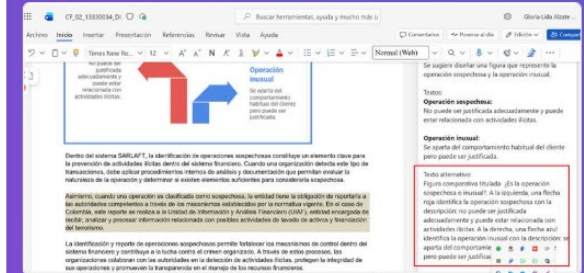 CF_02_13330034_DI
Buscar herramientas, ayuda y mucho más
Gloria Lida Alzate
Archivo Inicio Insertar Presentación Referencias Revisar Vista Ayuda
Comentarios Ponerse al día Edición Compart
Times New Ro... 12 Normal (Web)
No puede ser
justificada
adecuadamente y
puede estar
relacionada con
actividades ilícitas.
Operación
inusual
Se aparta del
comportamiento
habitual del cliente
pero puede ser
justificada.
Dentro del sistema SARLAFT, la identificación de operaciones sospechosas constituye un elemento clave para
la prevención de actividades ilícitas dentro del sistema financiero. Cuando una organización detecta este tipo de
transacciones, debe aplicar procedimientos internos de análisis y documentación que permitan evaluar la
naturaleza de la operación y determinar si existen elementos suficientes para considerarla sospechosa.
Asimismo, cuando una operación es clasificada como sospechosa, la entidad tiene la obligación de reportarla a
las autoridades competentes a través de los mecanismos establecidos por la normativa vigente. En el caso de
Colombia, este reporte se realiza a la Unidad de Información y Análisis Financiero (UIAF), entidad encargada de
recibir, analizar y procesar información relacionada con posibles actividades de lavado de activos y financiación
del terrorismo.
La identificación y reporte de operaciones sospechosas permite fortalecer los mecanismos de control dentro del
sistema financiero y contribuye a la lucha contra el crimen organizado. A través de estos procesos, las
organizaciones colaboran con las autoridades en la detección de actividades ilícitas, protegen la integridad de
sus operaciones y promueven la transparencia en el manejo de los recursos financieros.
Se sugiere diseñar una figura que represente la
operación sospechosa y la operación inusual.
Textos:
Operación sospechosa:
No puede ser justificada adecuadamente y puede
estar relacionada con actividades ilícitas.
Operación inusual:
Se aparta del comportamiento habitual del cliente
pero puede ser justificada.
Texto alternativo:
Figura comparativa titulada ¿Es la operación
sospechosa e inusual?. A la izquierda, una flecha
roja identifica la operación sospechosa con la
descripción: no puede ser justificada
adecuadamente y puede estar relacionada con
actividades ilícitas. A la derecha, una flecha azul
identifica la operación inusual con la descripción: se
aparta del comportamie
pero puede ser justificad